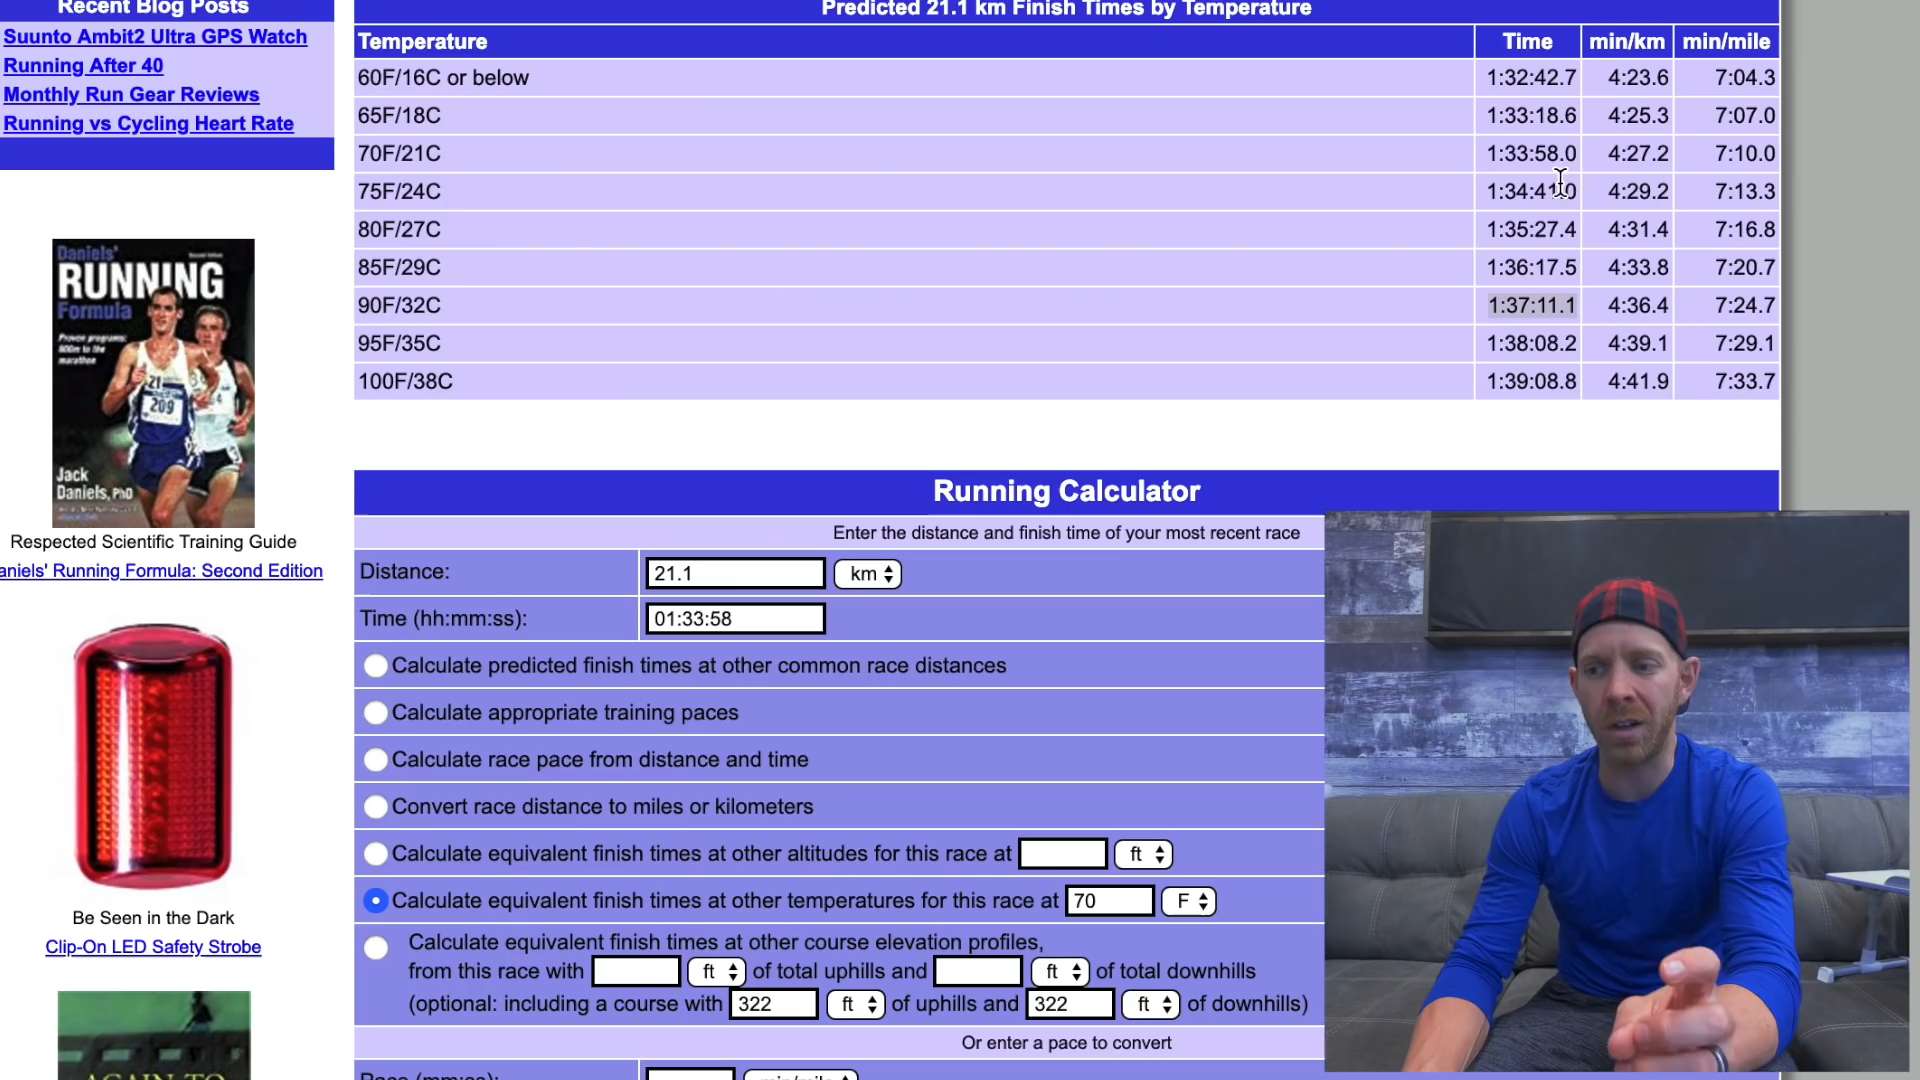 Recent Blog Posts
Suunto Ambit2 Ultra GPS Watch
Running After 40
Monthly Run Gear Reviews
Running vs Cycling Heart Rate
Daniels'
RUNNING
Formula
209
Jack
Daniels, PhD
Respected Scientific Training Guide
aniels' Running Formula: Second Edition
Be Seen in the Dark
Clip-On LED Safety Strobe
AGAIN TO
Predicted 21.1 km Finish Times by Temperature
Temperature Time min/km min/mile
60F/16C or below 1:32:42.7 4:23.6 7:04.3
65F/18C 1:33:18.6 4:25.3 7:07.0
70F/21C 1:33:58.0 4:27.2 7:10.0
75F/24C 1:34:41.0 4:29.2 7:13.3
80F/27C 1:35:27.4 4:31.4 7:16.8
85F/29C 1:36:17.5 4:33.8 7:20.7
90F/32C 1:37:11.1 4:36.4 7:24.7
95F/35C 1:38:08.2 4:39.1 7:29.1
100F/38C 1:39:08.8 4:41.9 7:33.7
Running Calculator
Enter the distance and finish time of your most recent race
Distance: 21.1 km
Time (hh:mm:ss): 01:33:58
Calculate predicted finish times at other common race distances
Calculate appropriate training paces
Calculate race pace from distance and time
Convert race distance to miles or kilometers
Calculate equivalent finish times at other altitudes for this race at ft
Calculate equivalent finish times at other temperatures for this race at 70 F
Calculate equivalent finish times at other course elevation profiles,
from this race with ft of total uphills and ft of total downhills
(optional: including a course with 322 ft of uphills and 322 ft of downhills)
Or enter a pace to convert
Pace (mm:ss): min/mile